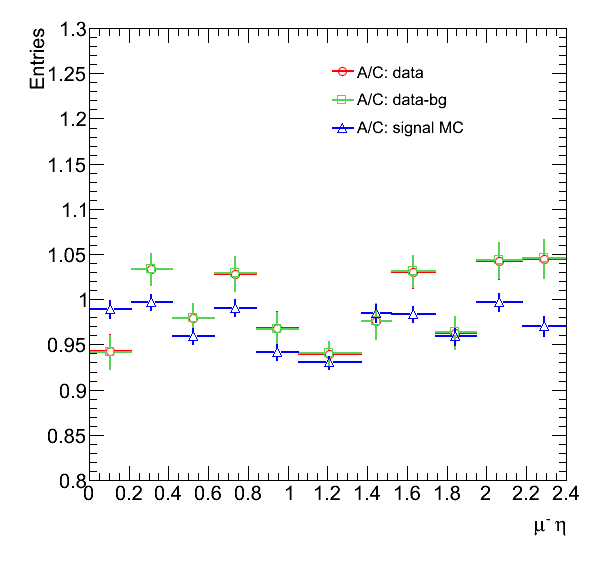 Entries
1.3
1.25
1.2
1.15
1.1
1.05
1
0.95
0.9
0.85
0.8
A/C: data
A/C: data-bg
A/C: signal MC
0 0.2 0.4 0.6 0.8 1 1.2 1.4 1.6 1.8 2 2.2 2.4
μ⁻ η